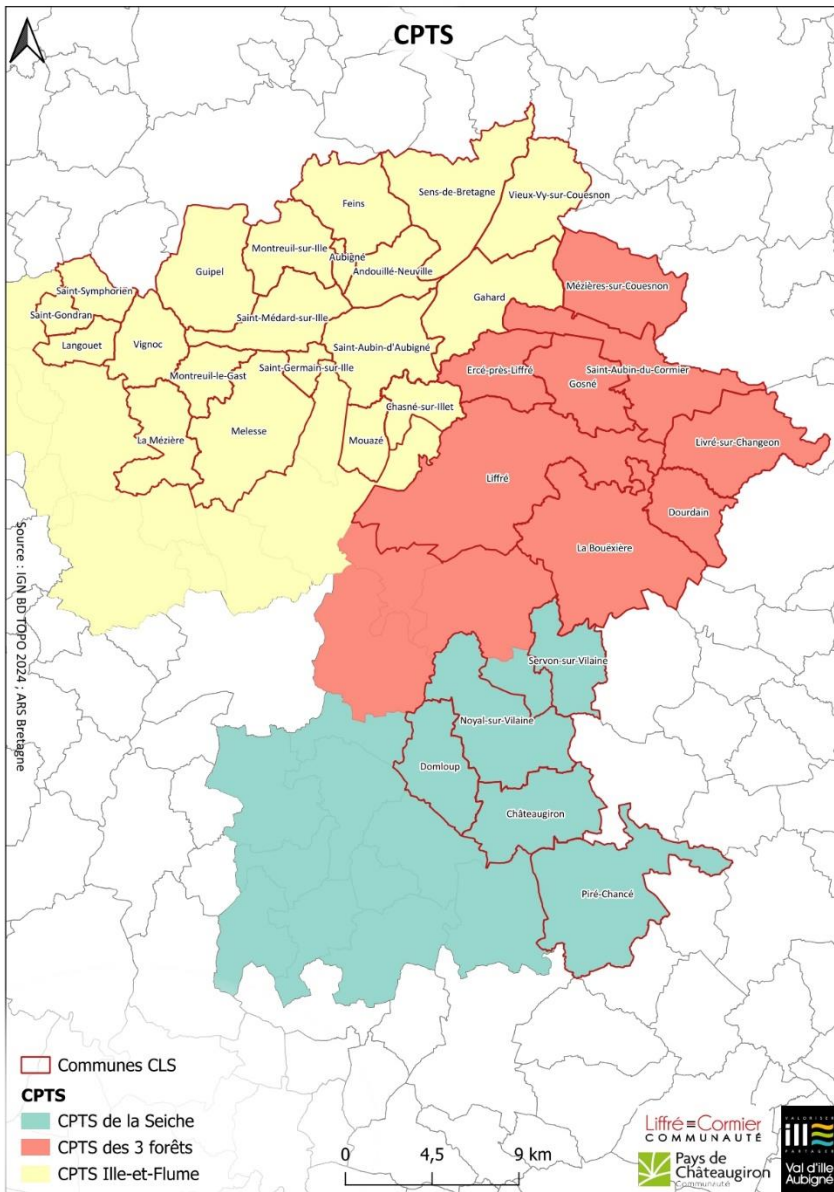 CPTS
Sens-de-Bretagne
Vieux-Vy-sur-Couesnon
Feins
Montreuil-sur-Ille
Aubigné
Guipel
Andouillé-Neuville
Mézières-sur-Couesnon
Saint-Symphorien
Gahard
Saint-Gondran
Saint-Médard-sur-Ille
Langouet
Vignoc
Saint-Aubin-d'Aubigné
Saint-Germain-sur-Ille
Ercé-près-Liffré
Saint-Aubin-du-Cormier
Montreuil-le-Gast
Gosné
Chasné-sur-Illet
Melesse
La Mézière
Mouazé
Livré-sur-Changeon
Liffré
Dourdain
La Bouëxière
Source : IGN BD TOPO 2024 ; ARS Bretagne
Servon-sur-Vilaine
Noyal-sur-Vilaine
Domloup
Châteaugiron
Piré-Chancé
Communes CLS
CPTS
CPTS de la Seiche
CPTS des 3 forêts
CPTS Ille-et-Flume
0 4,5 9 km
Liffré Cormier
COMMUNAUTÉ
Pays de
Châteaugiron
Communauté
VALORISER
ill
PARTAGER
Val d'ille
Aubigné